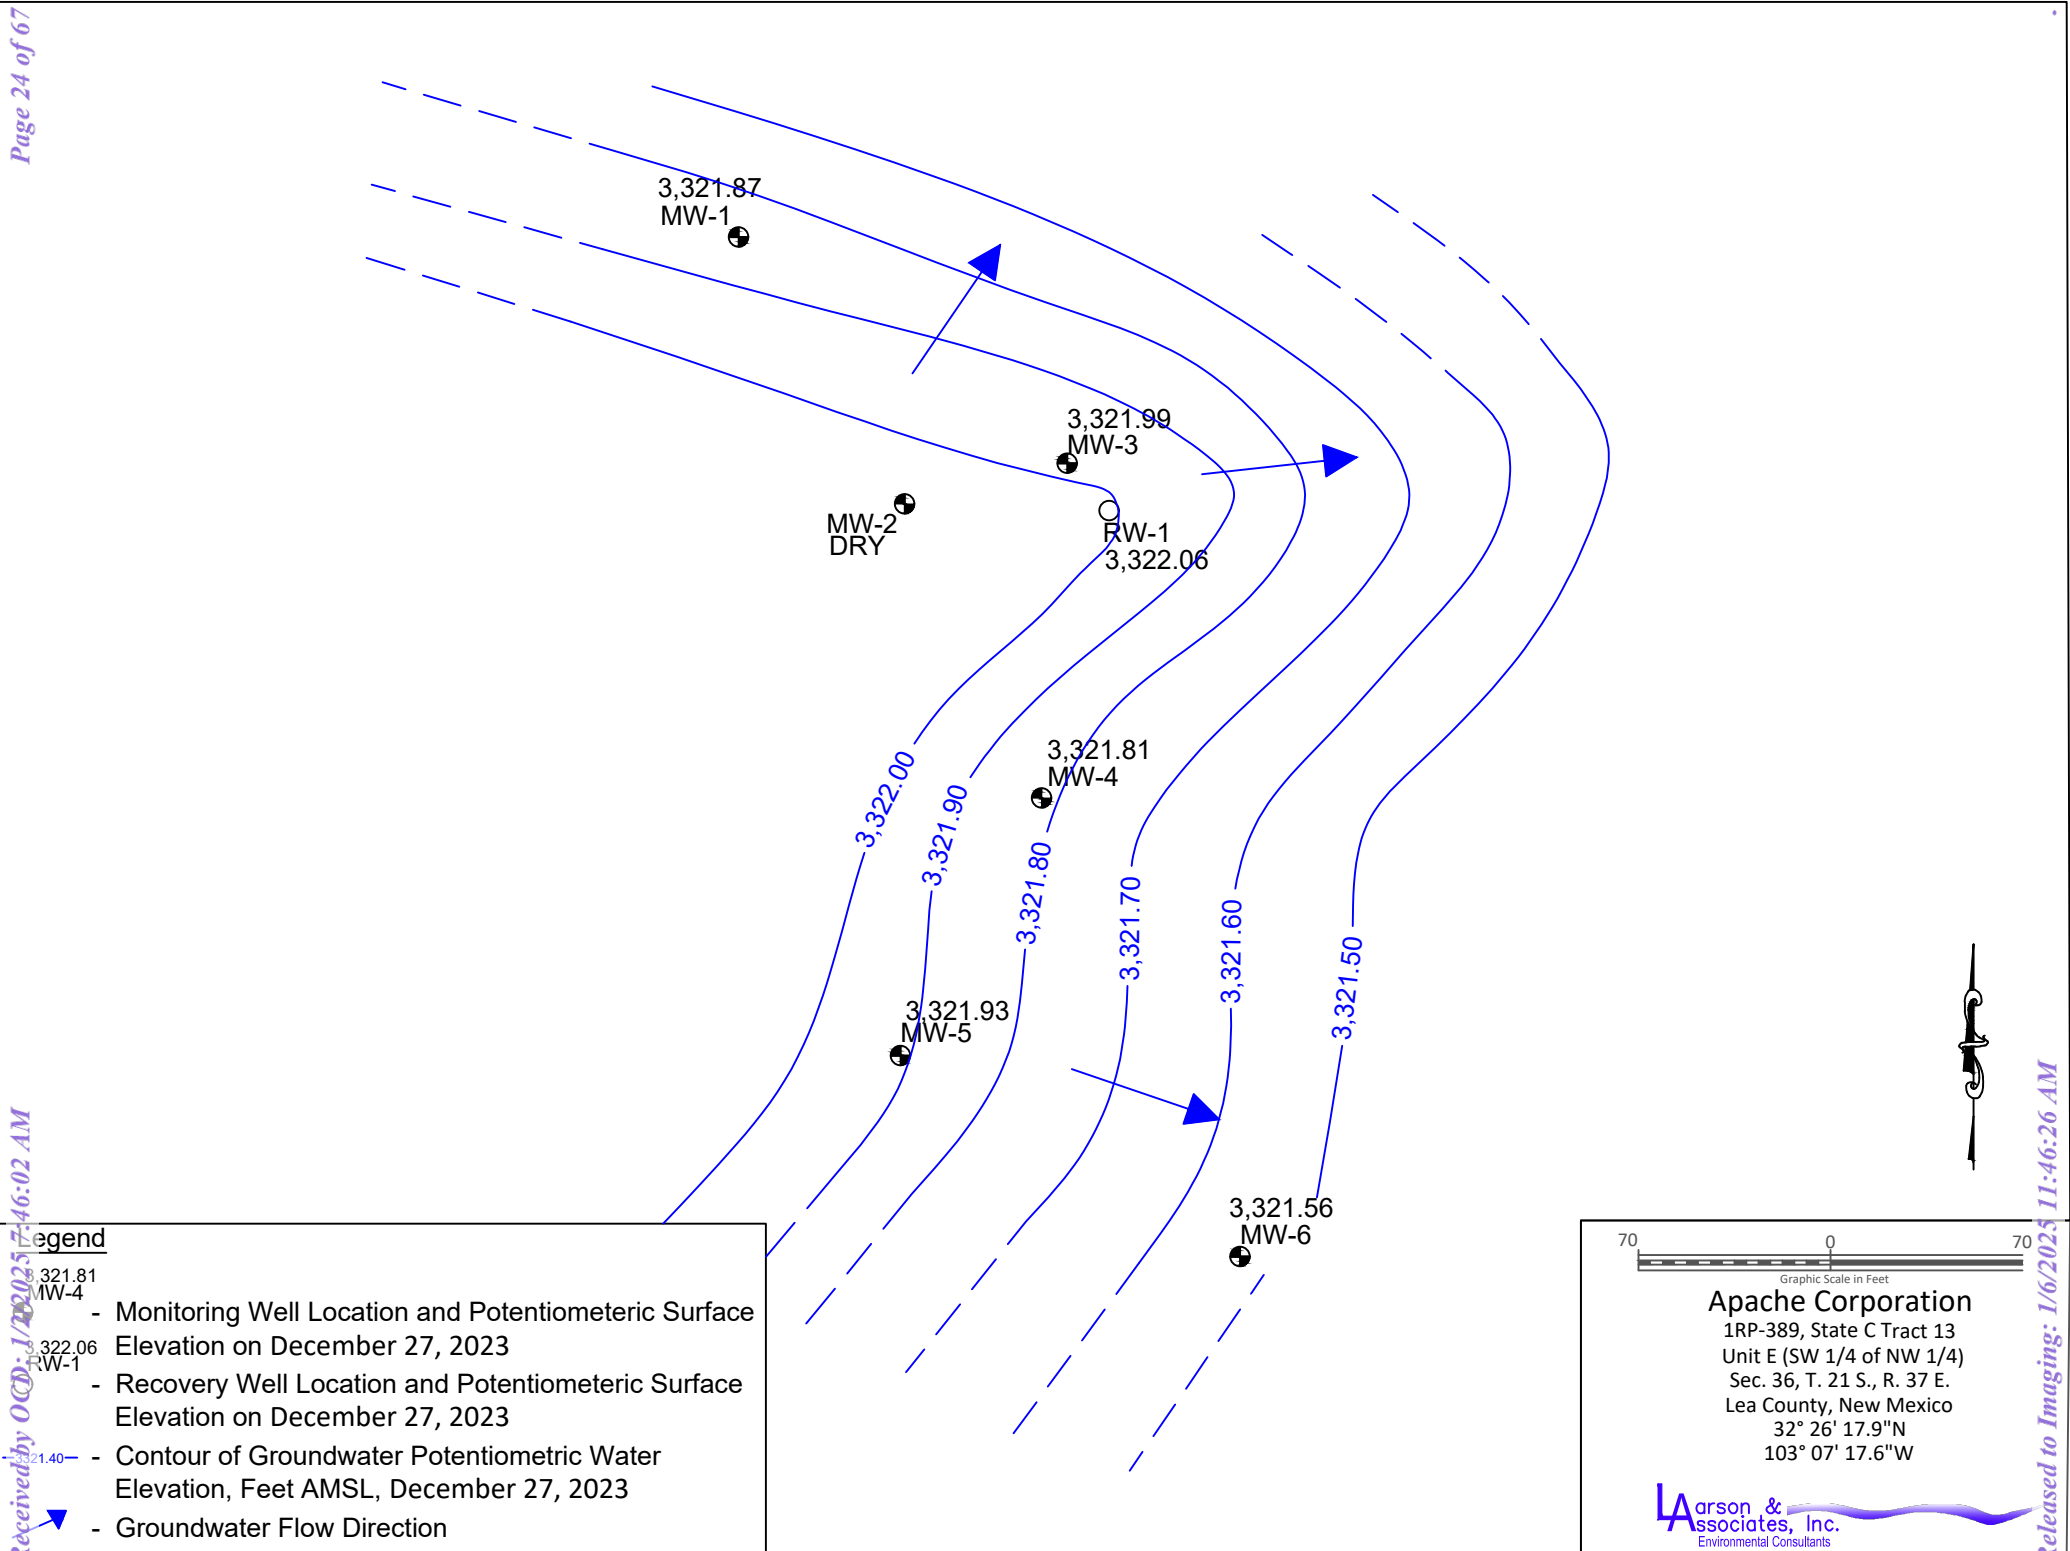 Page 24 of 67
3,321.87
MW-1
3,321.99
MW-3
MW-2
DRY
RW-1
3,322.06
3,321.81
MW-4
3,322.00
3,321.90
3,321.80
3,321.70
3,321.60
3,321.50
3,321.93
MW-5
3,321.56
MW-6
Legend
3,321.81
MW-4
- Monitoring Well Location and Potentiometeric Surface
Elevation on December 27, 2023
3,322.06
RW-1
- Recovery Well Location and Potentiometeric Surface
Elevation on December 27, 2023
3321.40
- Contour of Groundwater Potentiometric Water
Elevation, Feet AMSL, December 27, 2023
- Groundwater Flow Direction
70 0 70
Graphic Scale in Feet
Apache Corporation
1RP-389, State C Tract 13
Unit E (SW 1/4 of NW 1/4)
Sec. 36, T. 21 S., R. 37 E.
Lea County, New Mexico
32° 26' 17.9"N
103° 07' 17.6"W
Larson &
Associates, Inc.
Environmental Consultants
Received by OCD: 7:46:02 AM
Released to Imaging: 1/6/2025 11:46:26 AM